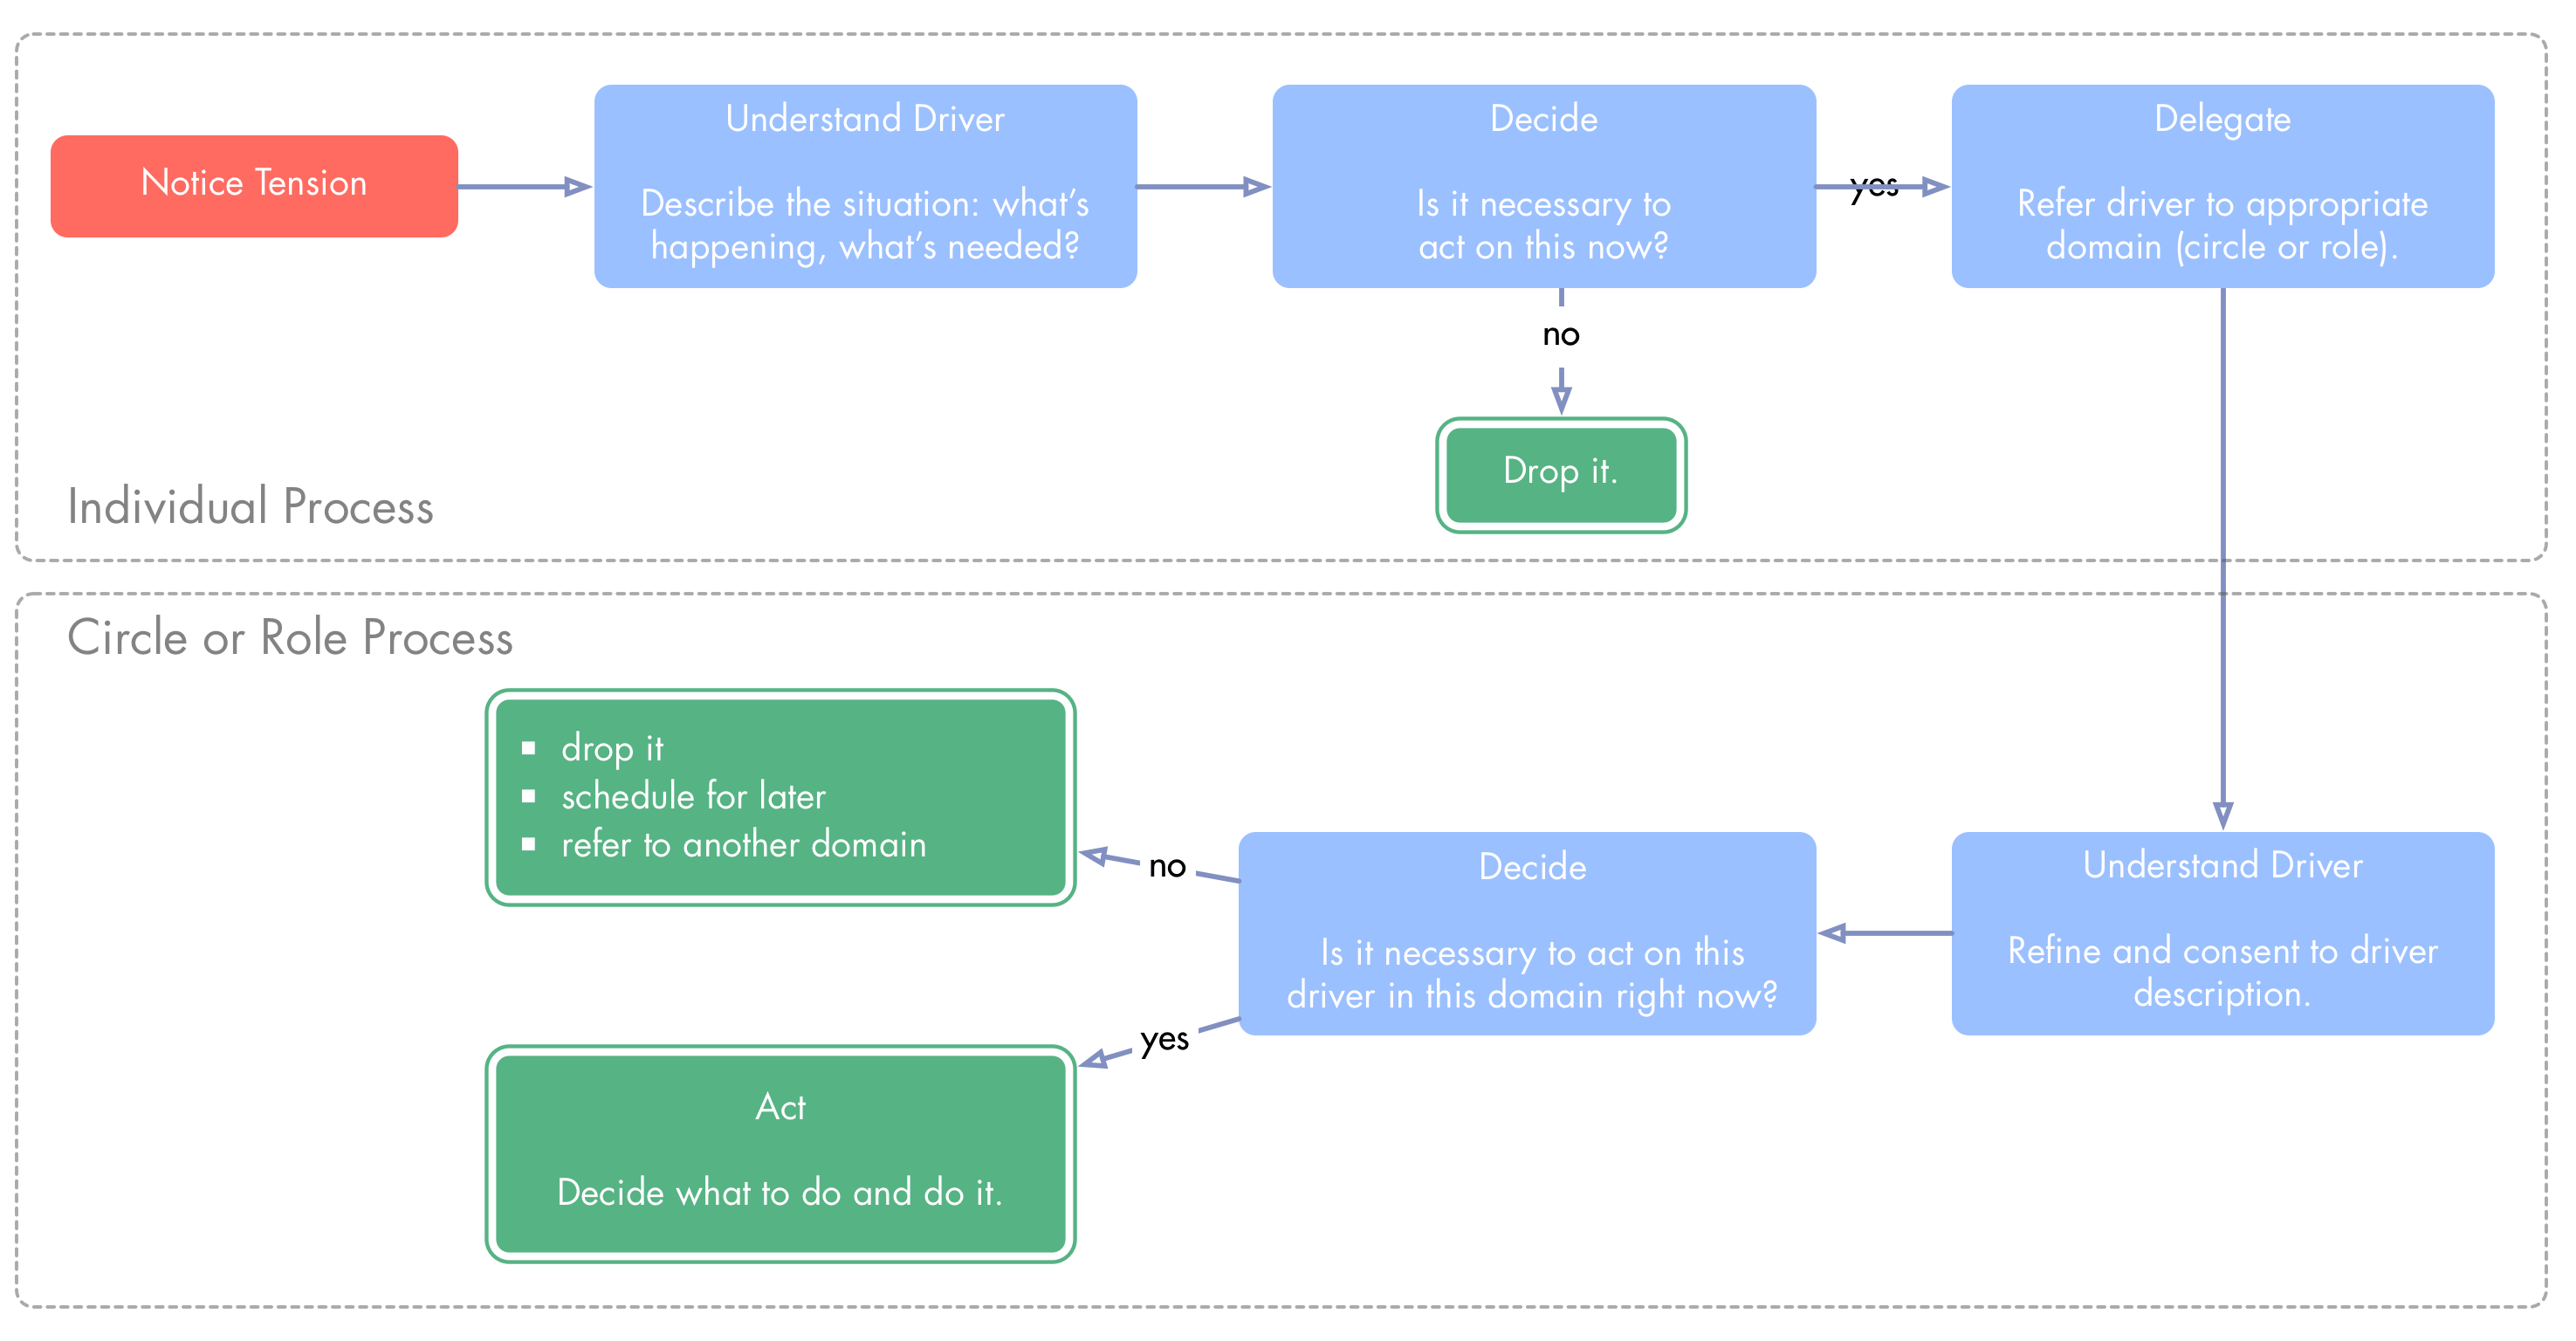 Notice Tension
Understand Driver
Describe the situation: what's
happening, what's needed?
Decide
Is it necessary to
act on this now?
yes
Delegate
Refer driver to appropriate
domain (circle or role).
no
Drop it.
Individual Process
Circle or Role Process
▪ drop it
▪ schedule for later
▪ refer to another domain
no
Decide
Is it necessary to act on this
driver in this domain right now?
Understand Driver
Refine and consent to driver
description.
yes
Act
Decide what to do and do it.